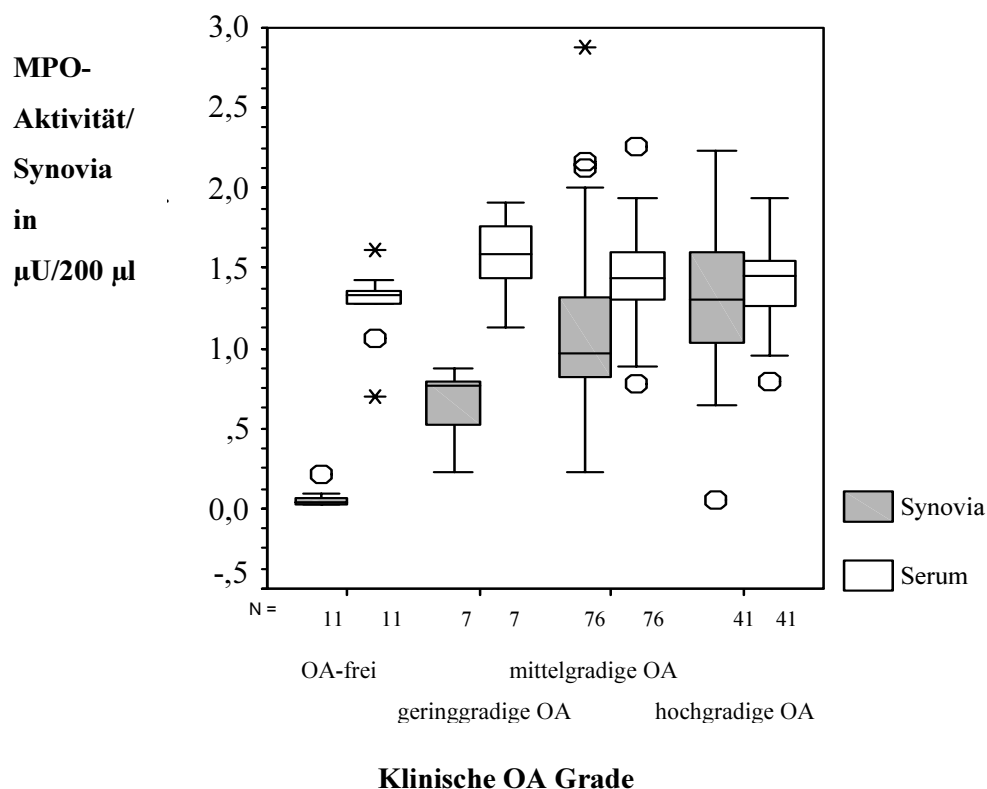 MPO-
Aktivität/
Synovia
in
µU/200 µl
3,0
2,5
2,0
1,5
1,0
,5
0,0
-,5
N =
11 11 7 7 76 76 41 41
OA-frei
mittelgradige OA
geringgradige OA
hochgradige OA
Klinische OA Grade
Synovia
Serum